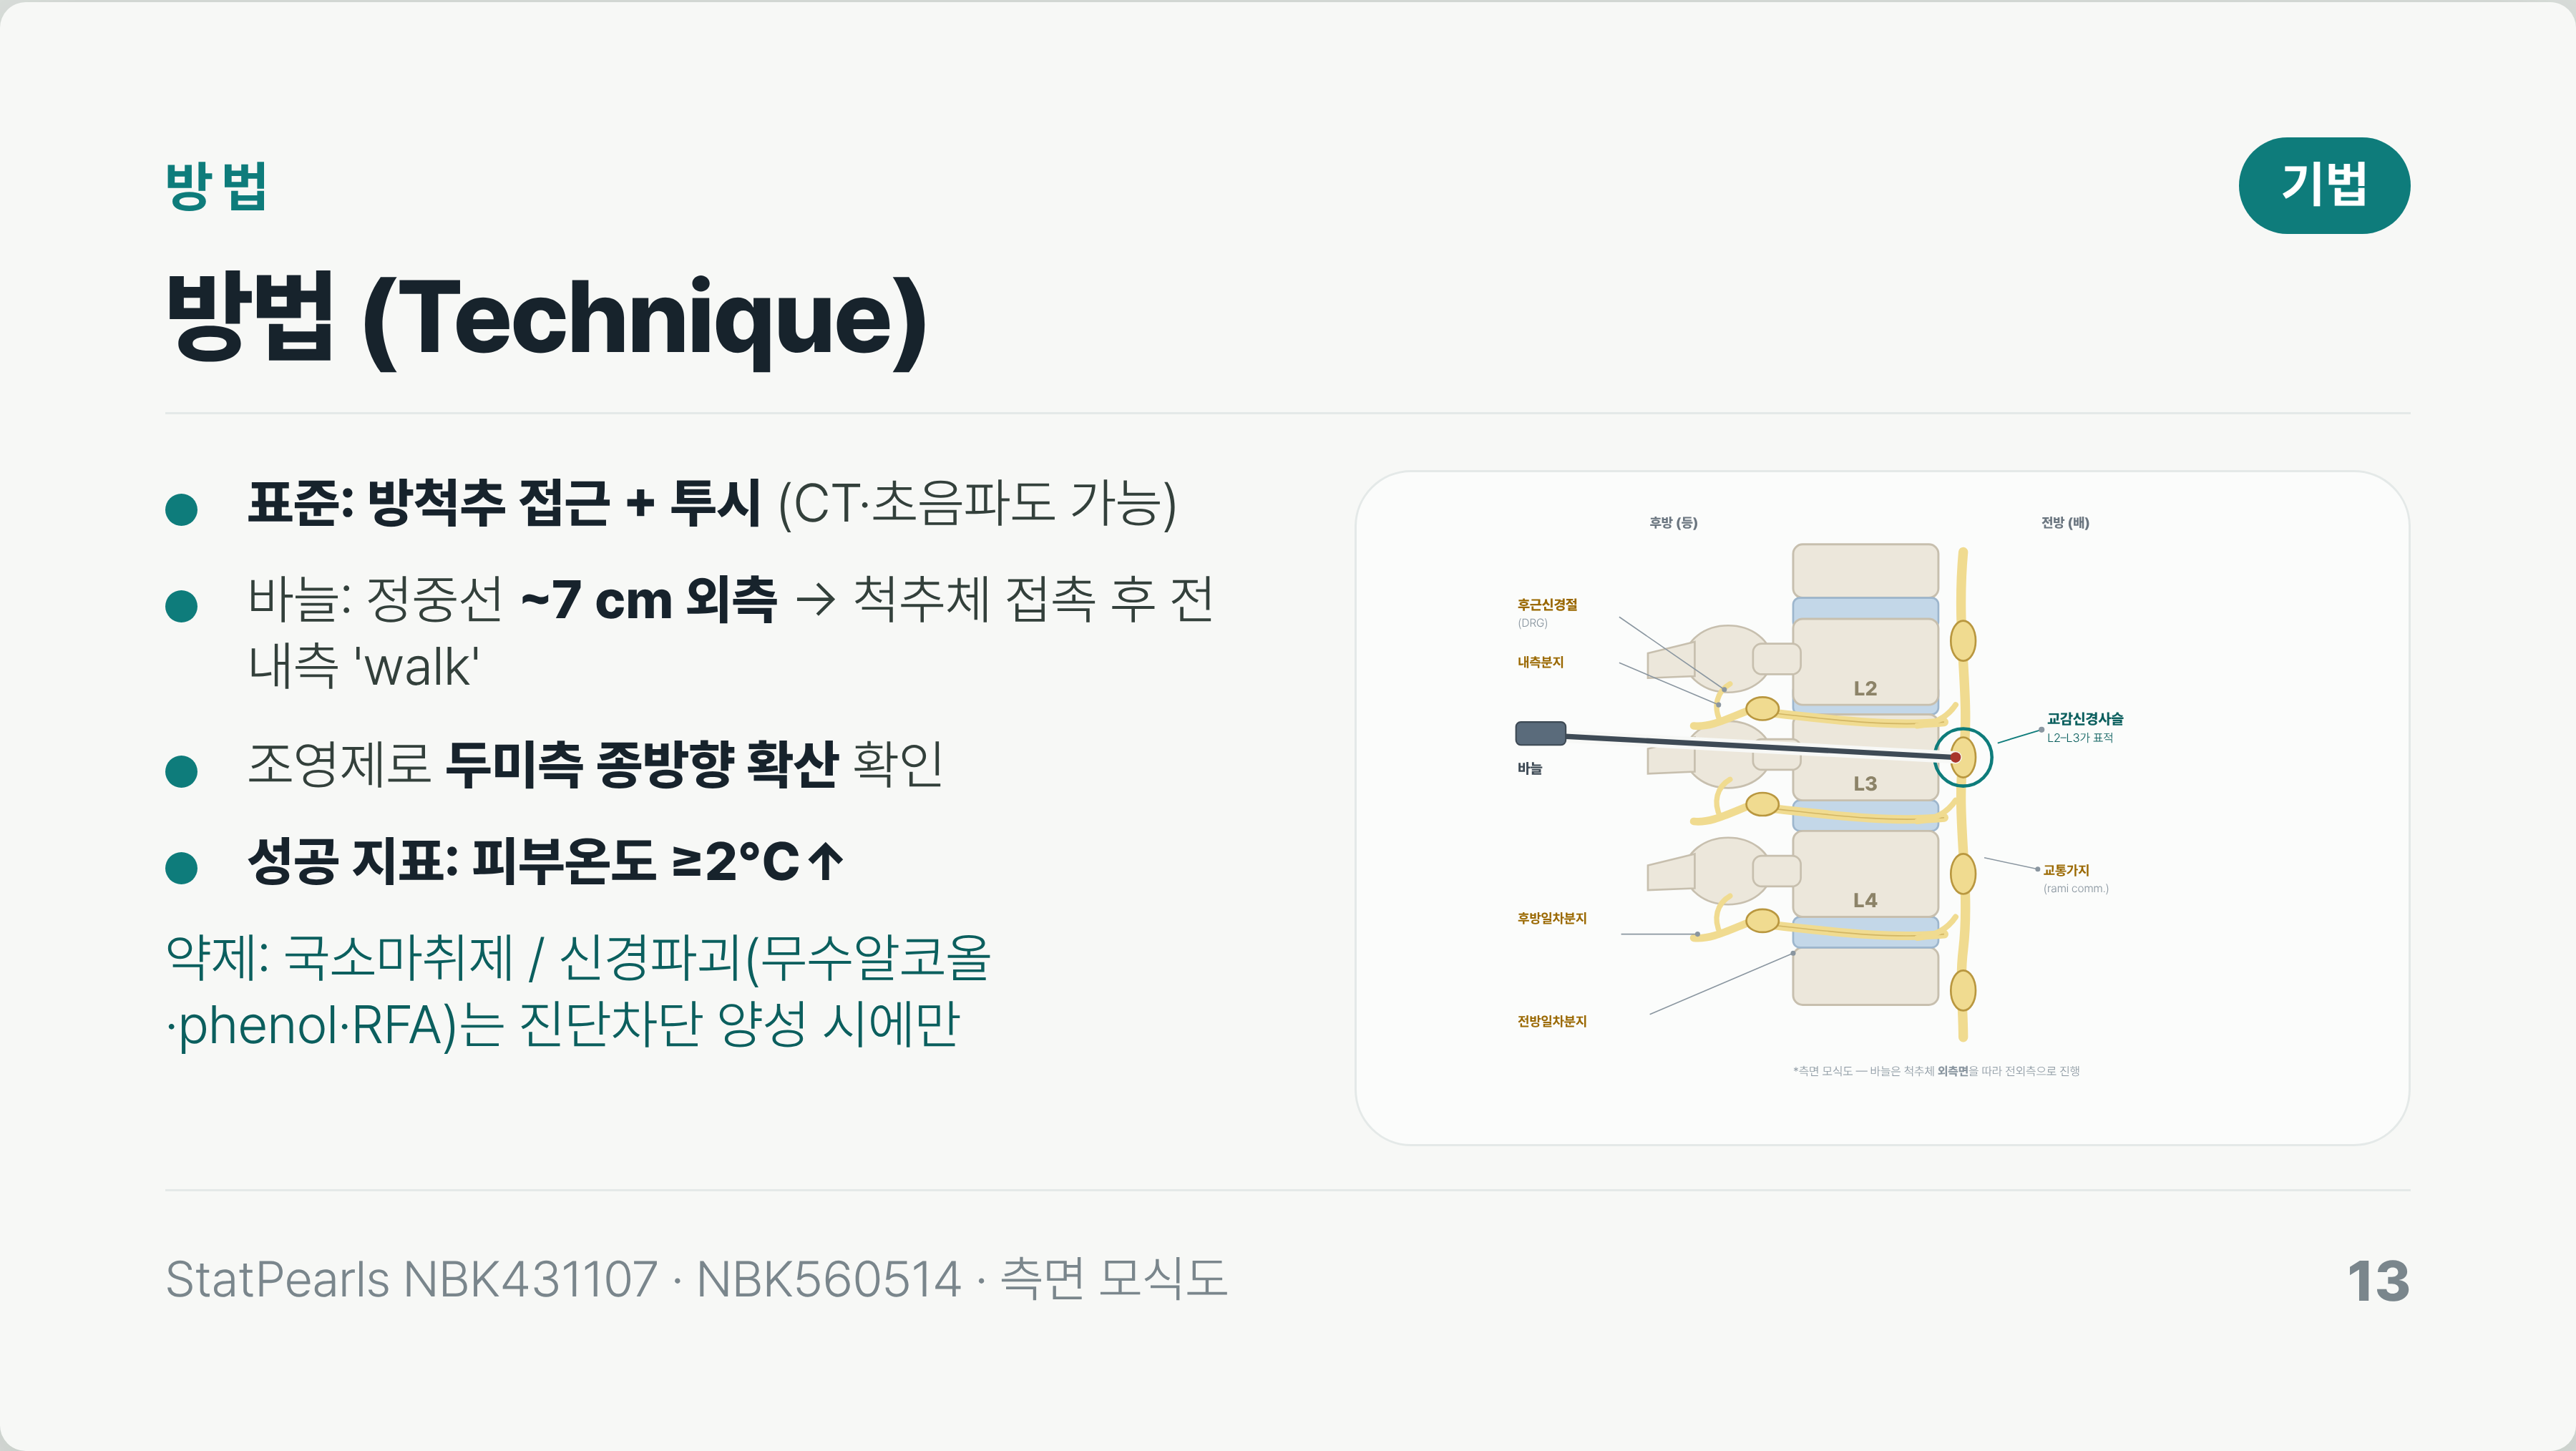 방법
기법
방법 (Technique)
표준: 방척추 접근 + 투시 (CT·초음파도 가능)
바늘: 정중선 ~7 cm 외측 → 척추체 접촉 후 전
내측 'walk'
조영제로 두미측 종방향 확산 확인
성공 지표: 피부온도 ≥2°C↑
약제: 국소마취제 / 신경파괴(무수알코올
·phenol·RFA)는 진단차단 양성 시에만
후방 (등)
전방 (배)
후근신경절
(DRG)
내측분지
L2
교감신경사슬
L2–L3가 표적
바늘
L3
교통가지
(rami comm.)
L4
후방일차분지
전방일차분지
*측면 모식도 — 바늘은 척추체 외측면을 따라 전외측으로 진행
StatPearls NBK431107 · NBK560514 · 측면 모식도
13